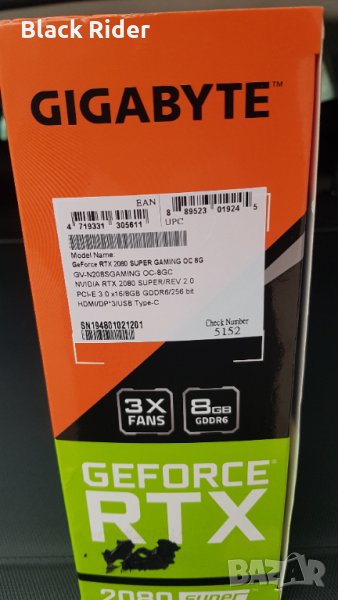 Black Rider
GIGABYTE™
EAN
UPC
4 719331 305611
8 89523 01924 5
Model Name:
GeForce RTX 2080 SUPER GAMING OC 8G
GV-N208SGAMING OC-8GC
NVIDIA RTX 2080 SUPER/REV 2.0
PCI-E 3.0 x16/8GB GDDR6/256 bit
HDMI/DP*3/USB Type-C
SN194801021201
Check Number
5152
3X
FANS
8GB
GDDR6
GEFORCE
RTX
2080 SUPER
BAZAR